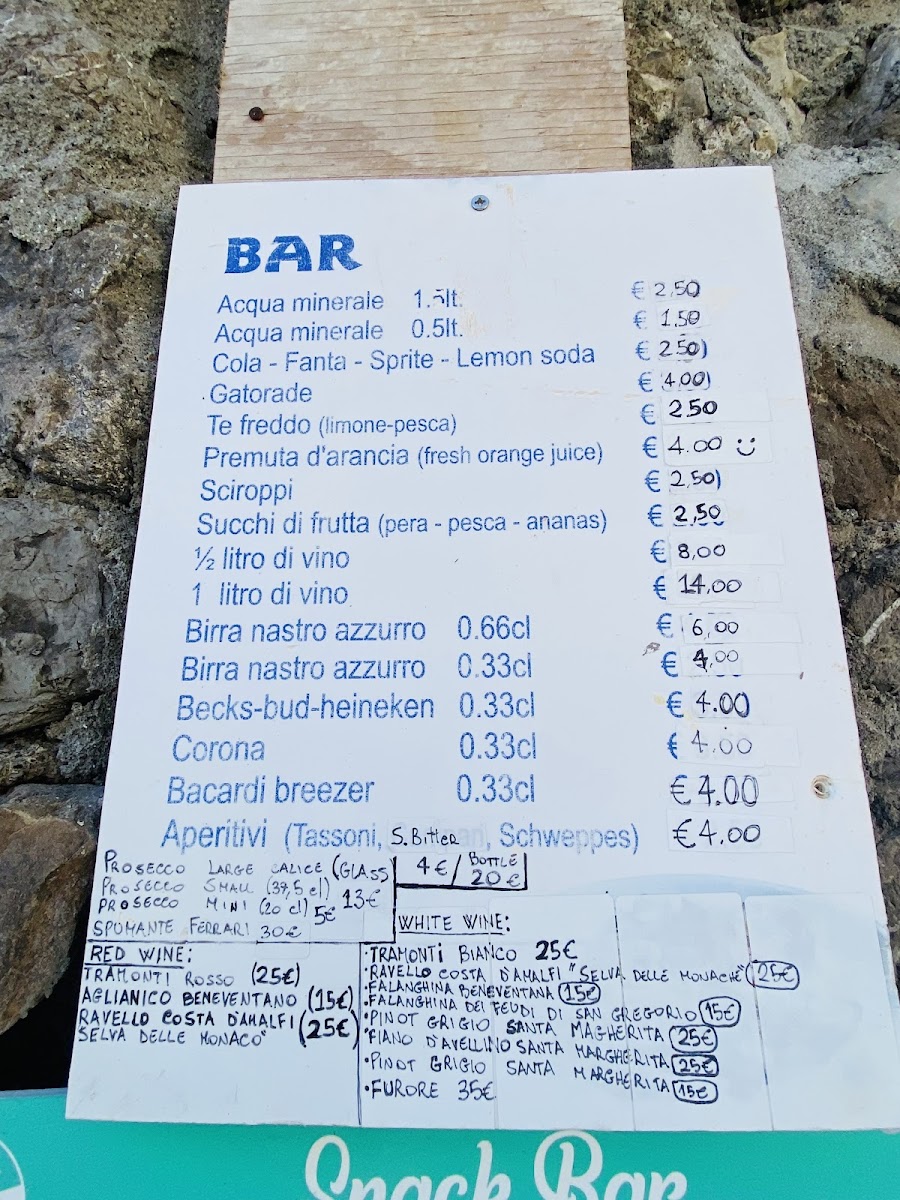 BAR
Acqua minerale 1.5lt. € 2,50
Acqua minerale 0.5lt. € 1.50
Cola - Fanta - Sprite - Lemon soda € 2.50)
Gatorade € 4.00)
Te freddo (limone-pesca) € 2.50
Premuta d'arancia (fresh orange juice) € 4.00 :)
Sciroppi € 2,50)
Succhi di frutta (pera - pesca - ananas) € 2,50
½ litro di vino € 8,00
1 litro di vino € 14,00
Birra nastro azzurro 0.66cl € 6,00
Birra nastro azzurro 0.33cl € 4,00
Becks-bud-heineken 0.33cl € 4.00
Corona 0.33cl € 4.00
Bacardi breezer 0.33cl € 4.00
Aperitivi (Tassoni, S. Bitter, Schweppes) € 4.00
PROSECCO LARGE CALICE (GLASS 4€ / BOTTLE 20€
PROSECCO SMALL (37,5 cl) 13€
PROSECCO MINI (20 cl) 5€
SPUMANTE FERRARI 30€
RED WINE:
TRAMONTI ROSSO (25€)
AGLIANICO BENEVENTANO (15€)
RAVELLO COSTA D'AMALFI (25€)
SELVA DELLE MONACO"
WHITE WINE:
·TRAMONTI BIANCO 25€
·RAVELLO COSTA D'AMALFI "SELVA DELLE MONACHE" 25€
·FALANGHINA BENEVENTANA 15€
·FALANGHINA DEI FEUDI DI SAN GREGORIO 15€
·PINOT GRIGIO SANTA MAGHERITA 25€
"FIANO D'AVELLINO SANTA MARGHERITA 25€
·PINOT GRIGIO SANTA MARGHERITA 15€
·FURORE 35€
Snack Bar